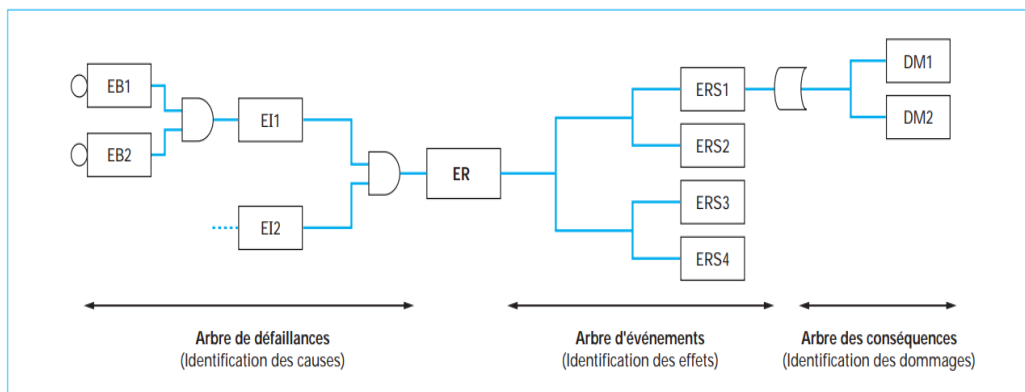 EB1
EB2
EI1
EI2
ER
ERS1
ERS2
ERS3
ERS4
DM1
DM2
Arbre de défaillances
(Identification des causes)
Arbre d'événements
(Identification des effets)
Arbre des conséquences
(Identification des dommages)